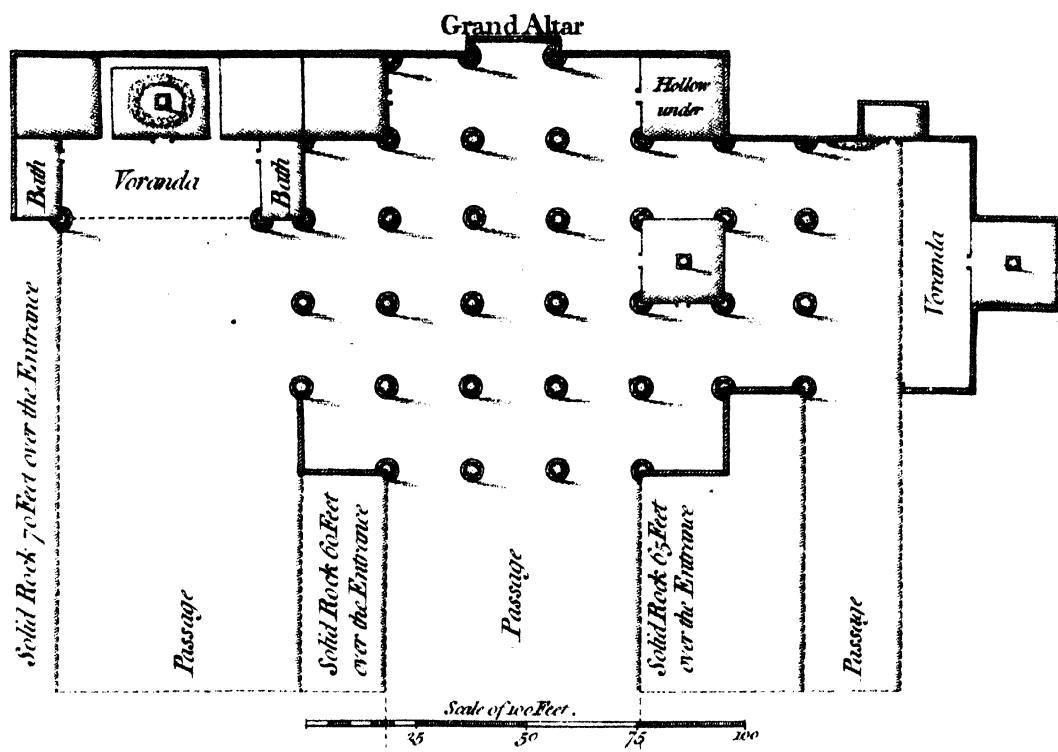 Grand Altar
Hollow
under
Bath
Voranda
Bath
Voranda
Solid Rock 70 Feet over the Entrance
Passage
Solid Rock 60 Feet
over the Entrance
Passage
Solid Rock 65 Feet
over the Entrance
Passage
Scale of 100 Feet.
25 50 75 100